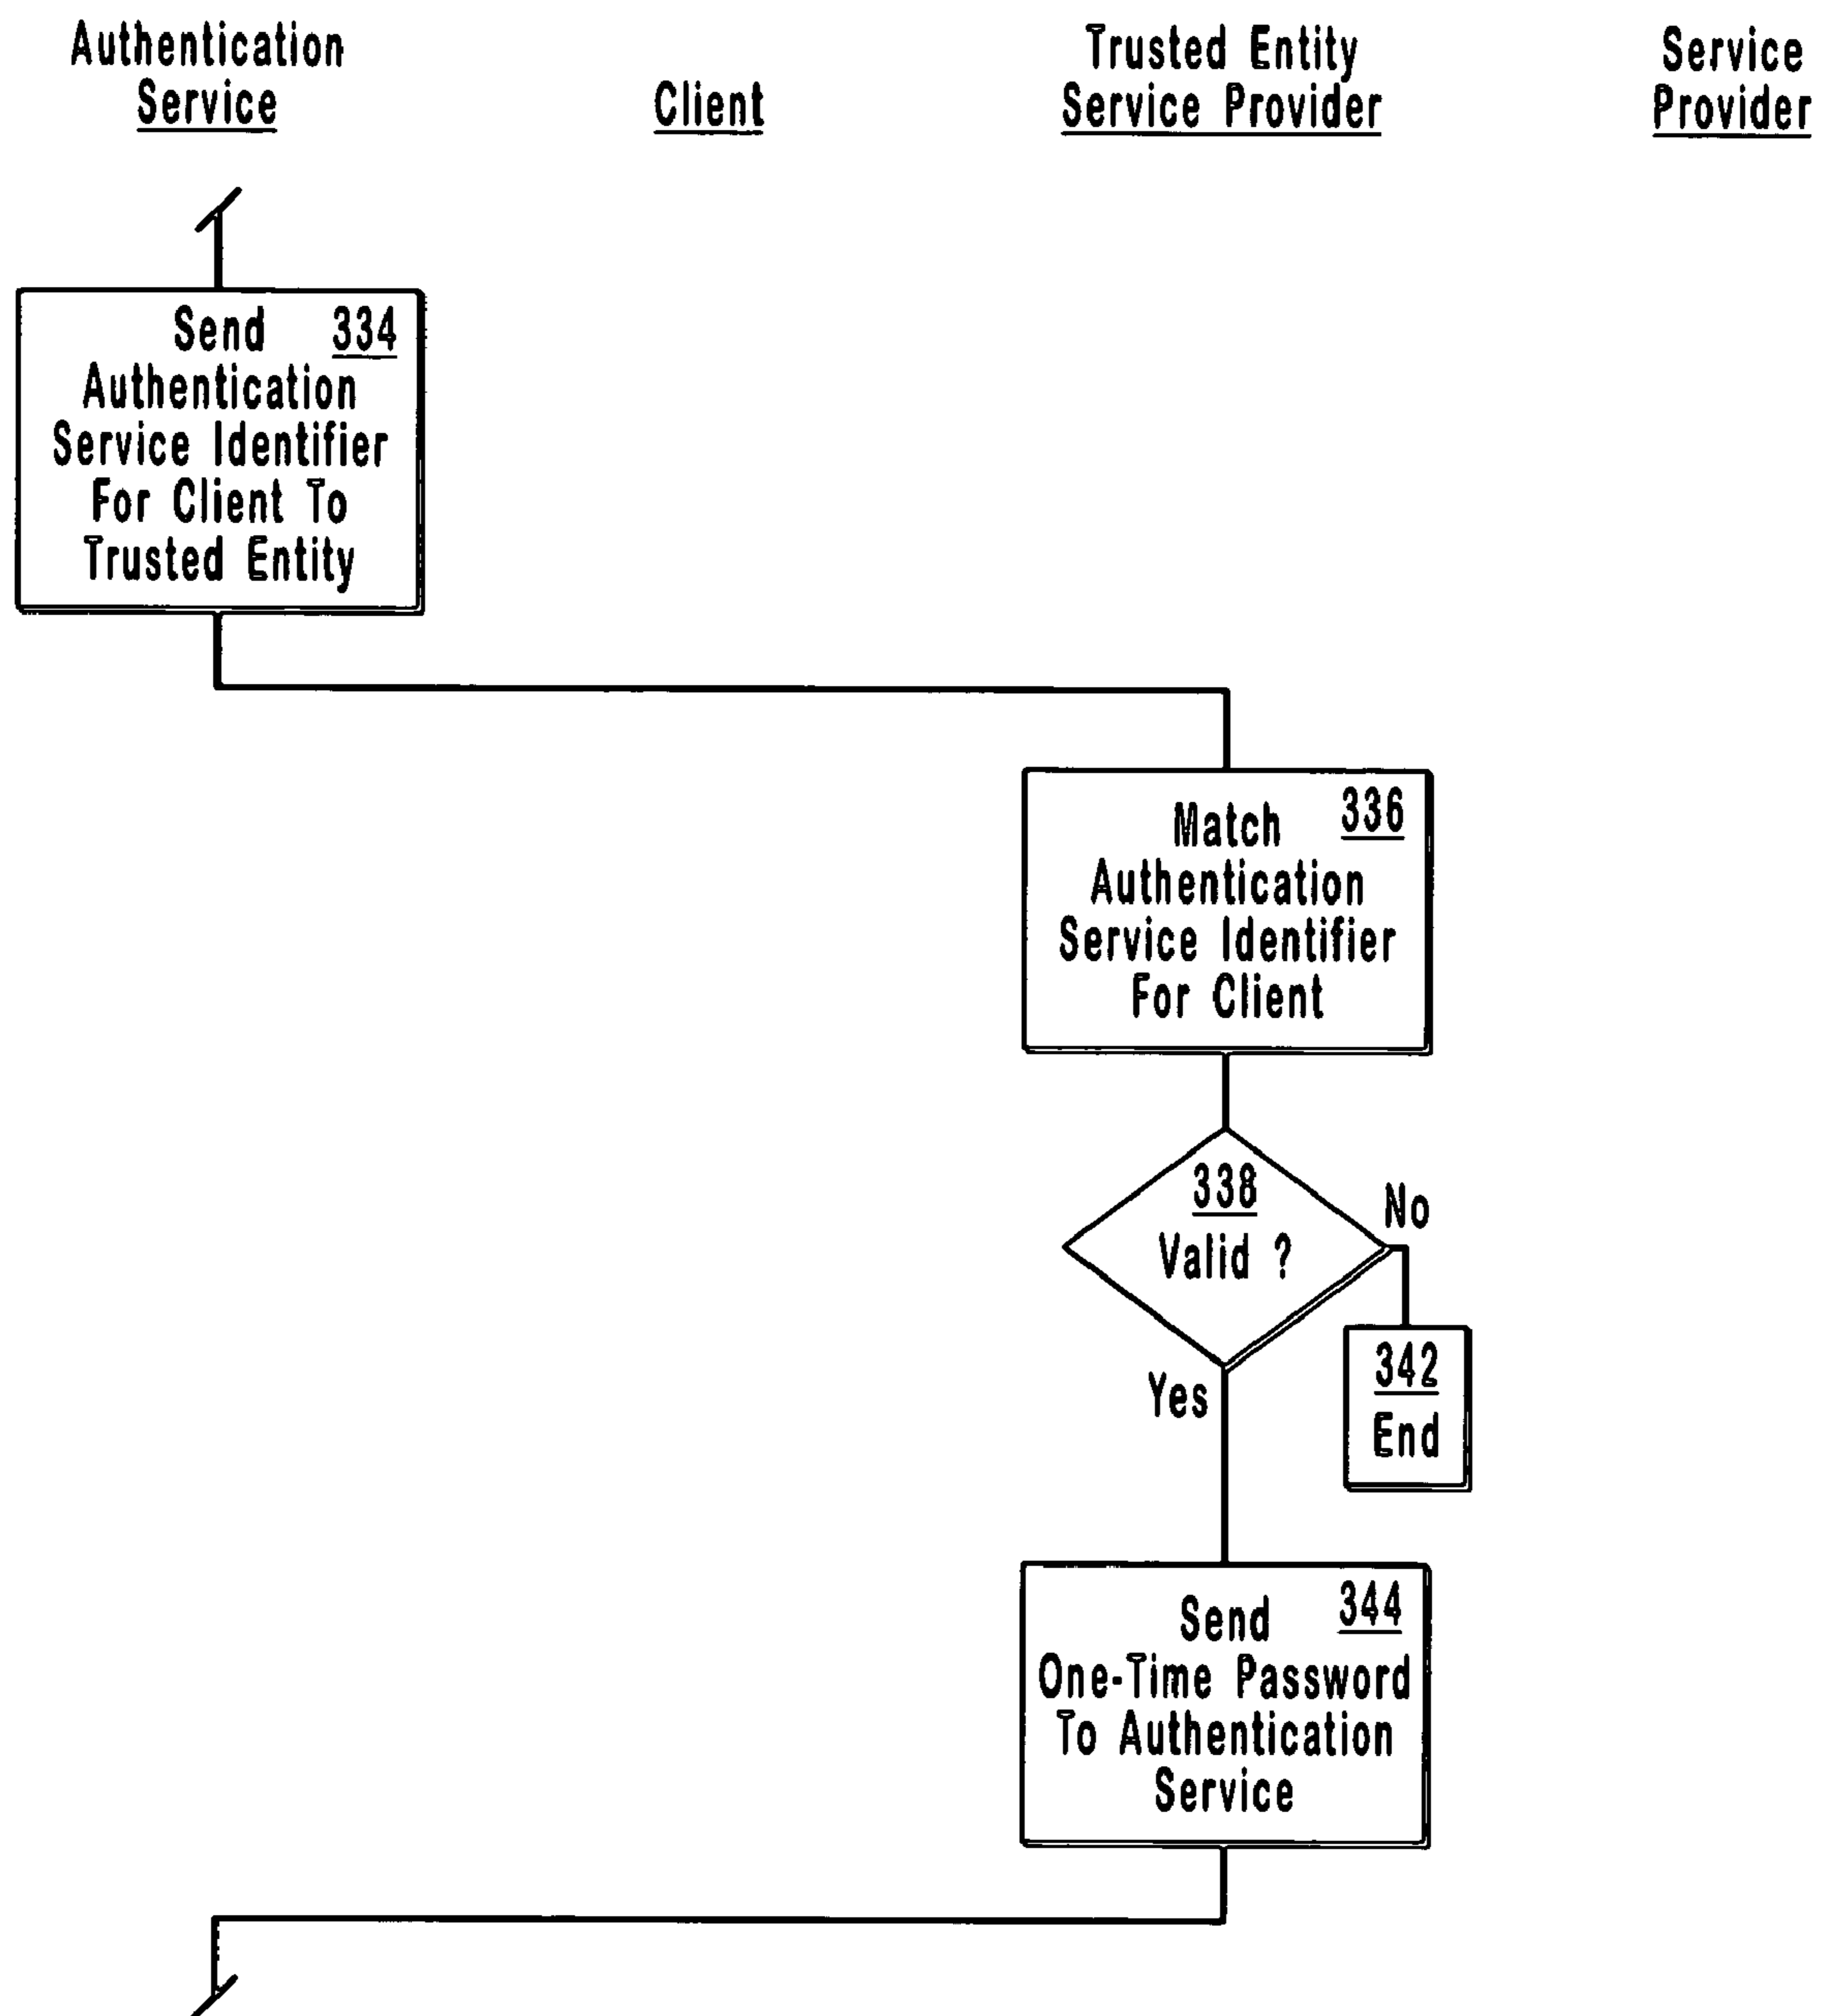 Authentication
Service
Client
Trusted Entity
Service Provider
Service
Provider
Send 334
Authentication
Service Identifier
For Client To
Trusted Entity
Match 336
Authentication
Service Identifier
For Client
338
Valid ?
No
Yes
342
End
Send 344
One-Time Password
To Authentication
Service